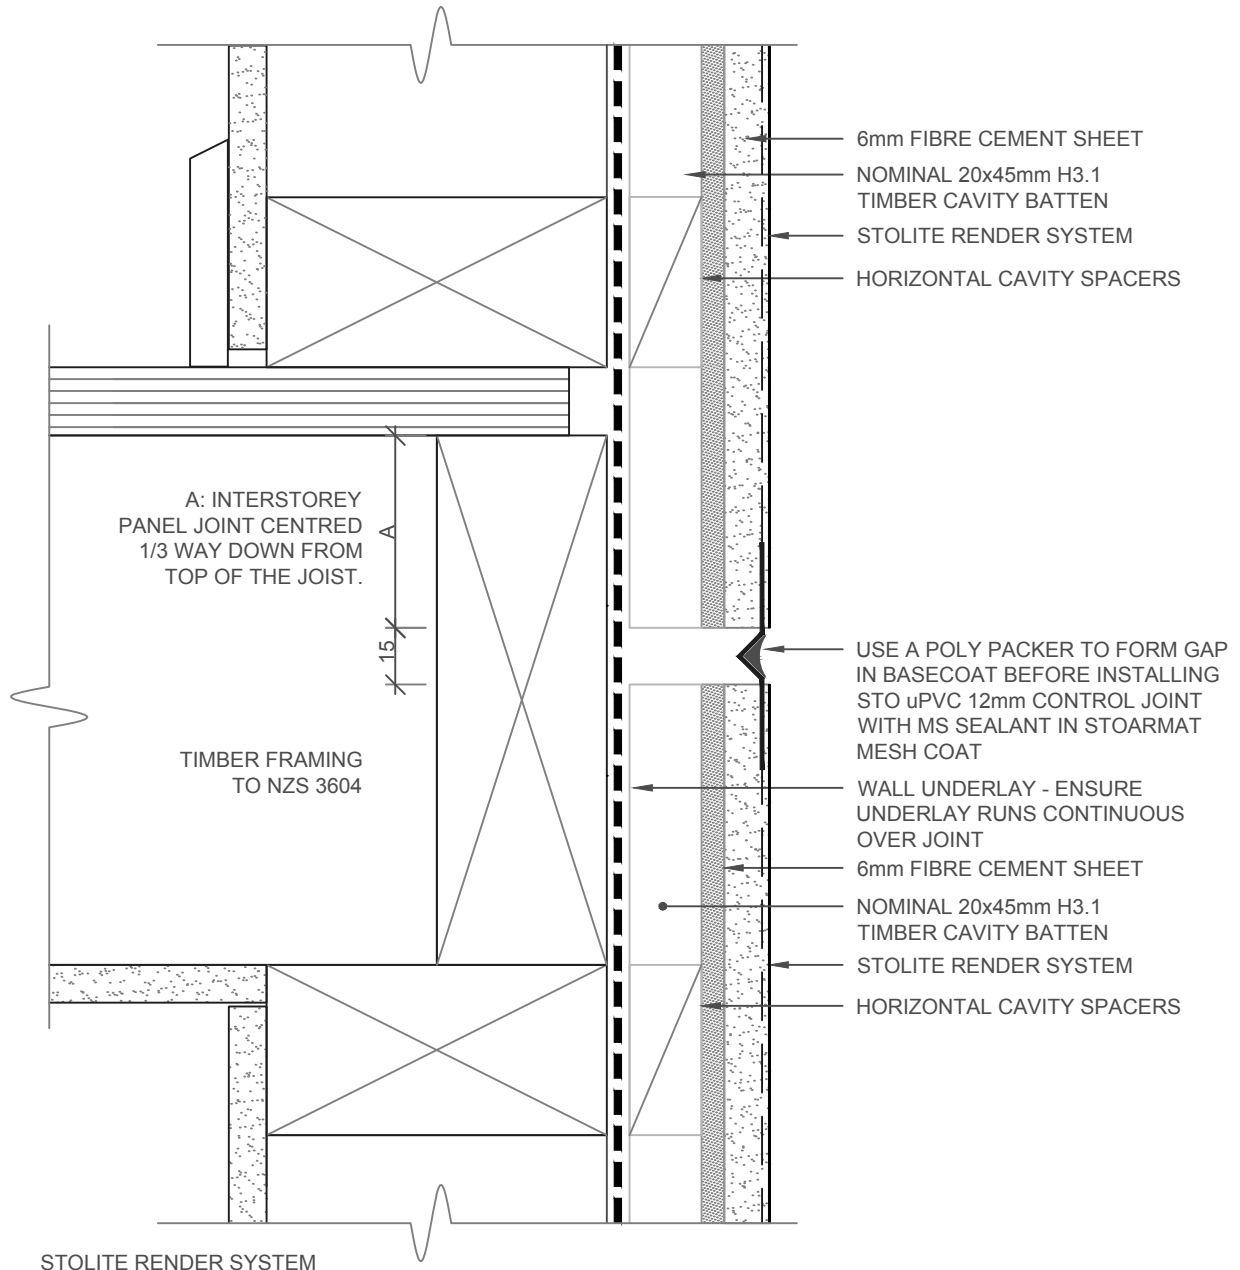 6mm FIBRE CEMENT SHEET
NOMINAL 20x45mm H3.1
TIMBER CAVITY BATTEN
STOLITE RENDER SYSTEM
HORIZONTAL CAVITY SPACERS
A: INTERSTOREY
PANEL JOINT CENTRED
1/3 WAY DOWN FROM
TOP OF THE JOIST.
A
15
USE A POLY PACKER TO FORM GAP
IN BASECOAT BEFORE INSTALLING
STO uPVC 12mm CONTROL JOINT
WITH MS SEALANT IN STOARMAT
MESH COAT
TIMBER FRAMING
TO NZS 3604
WALL UNDERLAY - ENSURE
UNDERLAY RUNS CONTINUOUS
OVER JOINT
6mm FIBRE CEMENT SHEET
NOMINAL 20x45mm H3.1
TIMBER CAVITY BATTEN
STOLITE RENDER SYSTEM
HORIZONTAL CAVITY SPACERS
STOLITE RENDER SYSTEM